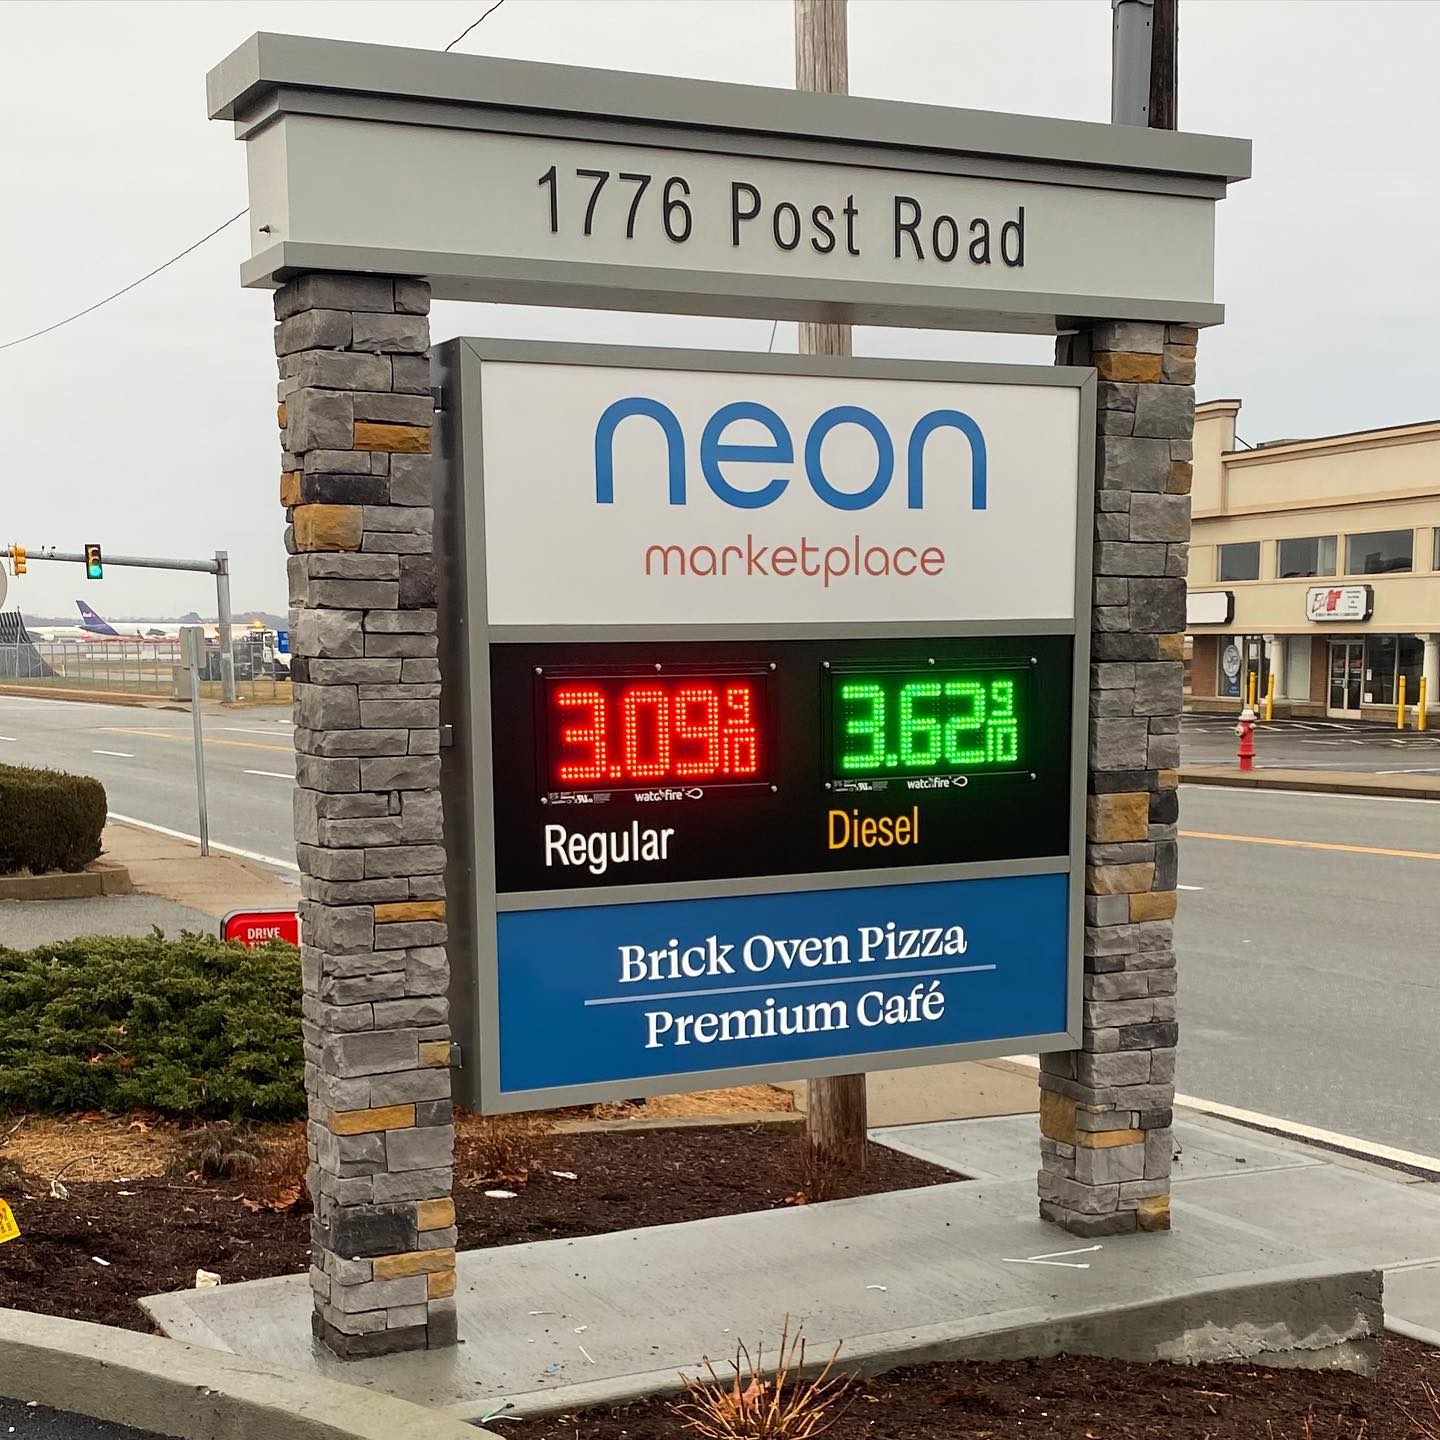 1776 Post Road
neon
marketplace
3.09 9/10
3.62 9/10
watchfire
watchfire
Regular
Diesel
Brick Oven Pizza
Premium Café
DRIVE